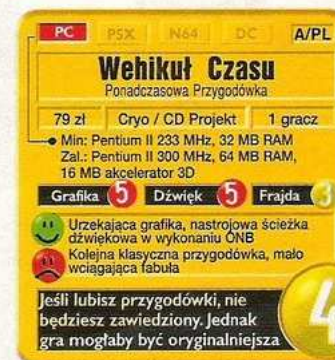 PC PSX N64 DC A/PL
Wehikuł Czasu
Ponadczasowa Przygodówka
79 zł Cryo / CD Projekt 1 gracz
Min: Pentium II 233 MHz, 32 MB RAM
Zal.: Pentium II 300 MHz, 64 MB RAM,
16 MB akcelerator 3D
Grafika 5 Dźwięk 5 Frajda 3
Urzekająca grafika, nastrojowa ścieżka
dźwiękowa w wykonaniu ONB
Kolejna klasyczna przygodówka, mało
wciągająca fabuła
Jeśli lubisz przygodówki, nie
będziesz zawiedziony. Jednak
gra mogłaby być oryginalniejsza
4